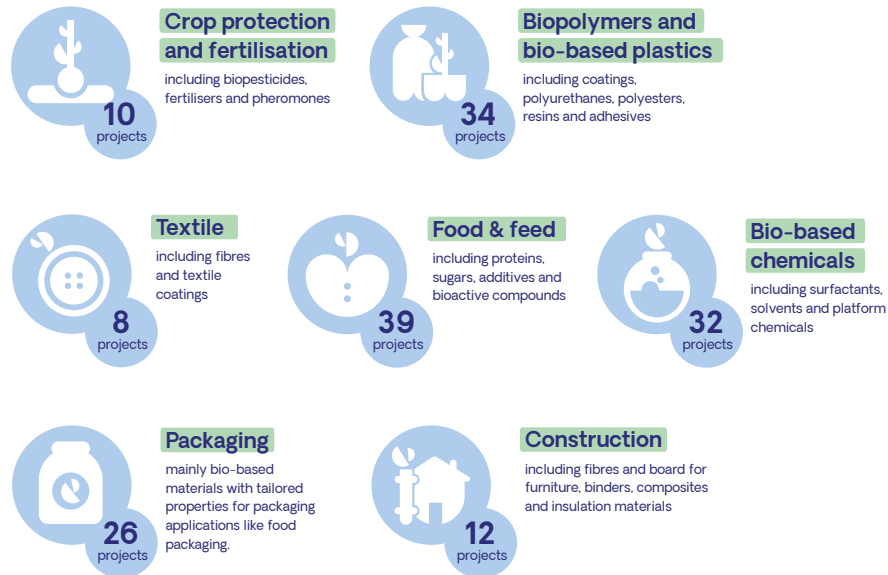 Crop protection
and fertilisation
including biopesticides,
fertilisers and pheromones
10
projects
Biopolymers and
bio-based plastics
including coatings,
polyurethanes, polyesters,
resins and adhesives
34
projects
Textile
including fibres
and textile
coatings
8
projects
Food & feed
including proteins,
sugars, additives and
bioactive compounds
39
projects
Bio-based
chemicals
including surfactants,
solvents and platform
chemicals
32
projects
Packaging
mainly bio-based
materials with tailored
properties for packaging
applications like food
packaging.
26
projects
Construction
including fibres and board for
furniture, binders, composites
and insulation materials
12
projects